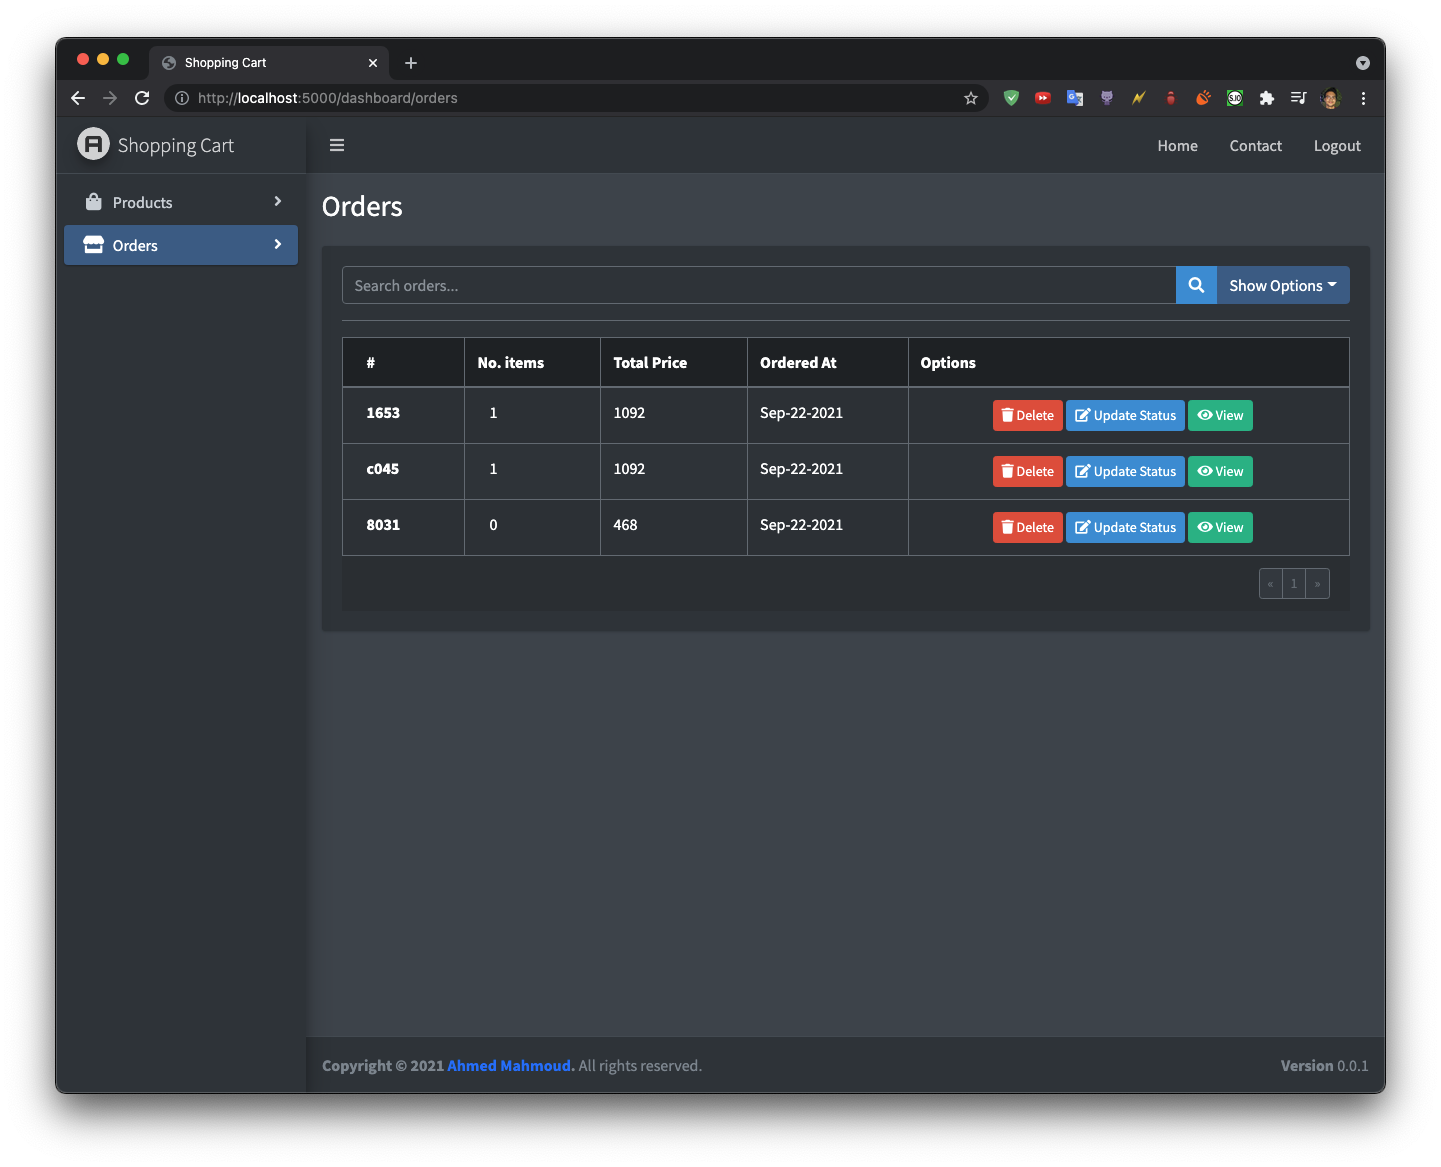 Shopping Cart
http://localhost:5000/dashboard/orders
Shopping Cart
Home Contact Logout
Products
Orders
Orders
Search orders...
Show Options
# No. items Total Price Ordered At Options
1653 1 1092 Sep-22-2021 Delete Update Status View
c045 1 1092 Sep-22-2021 Delete Update Status View
8031 0 468 Sep-22-2021 Delete Update Status View
« 1 »
Copyright © 2021 Ahmed Mahmoud. All rights reserved.
Version 0.0.1